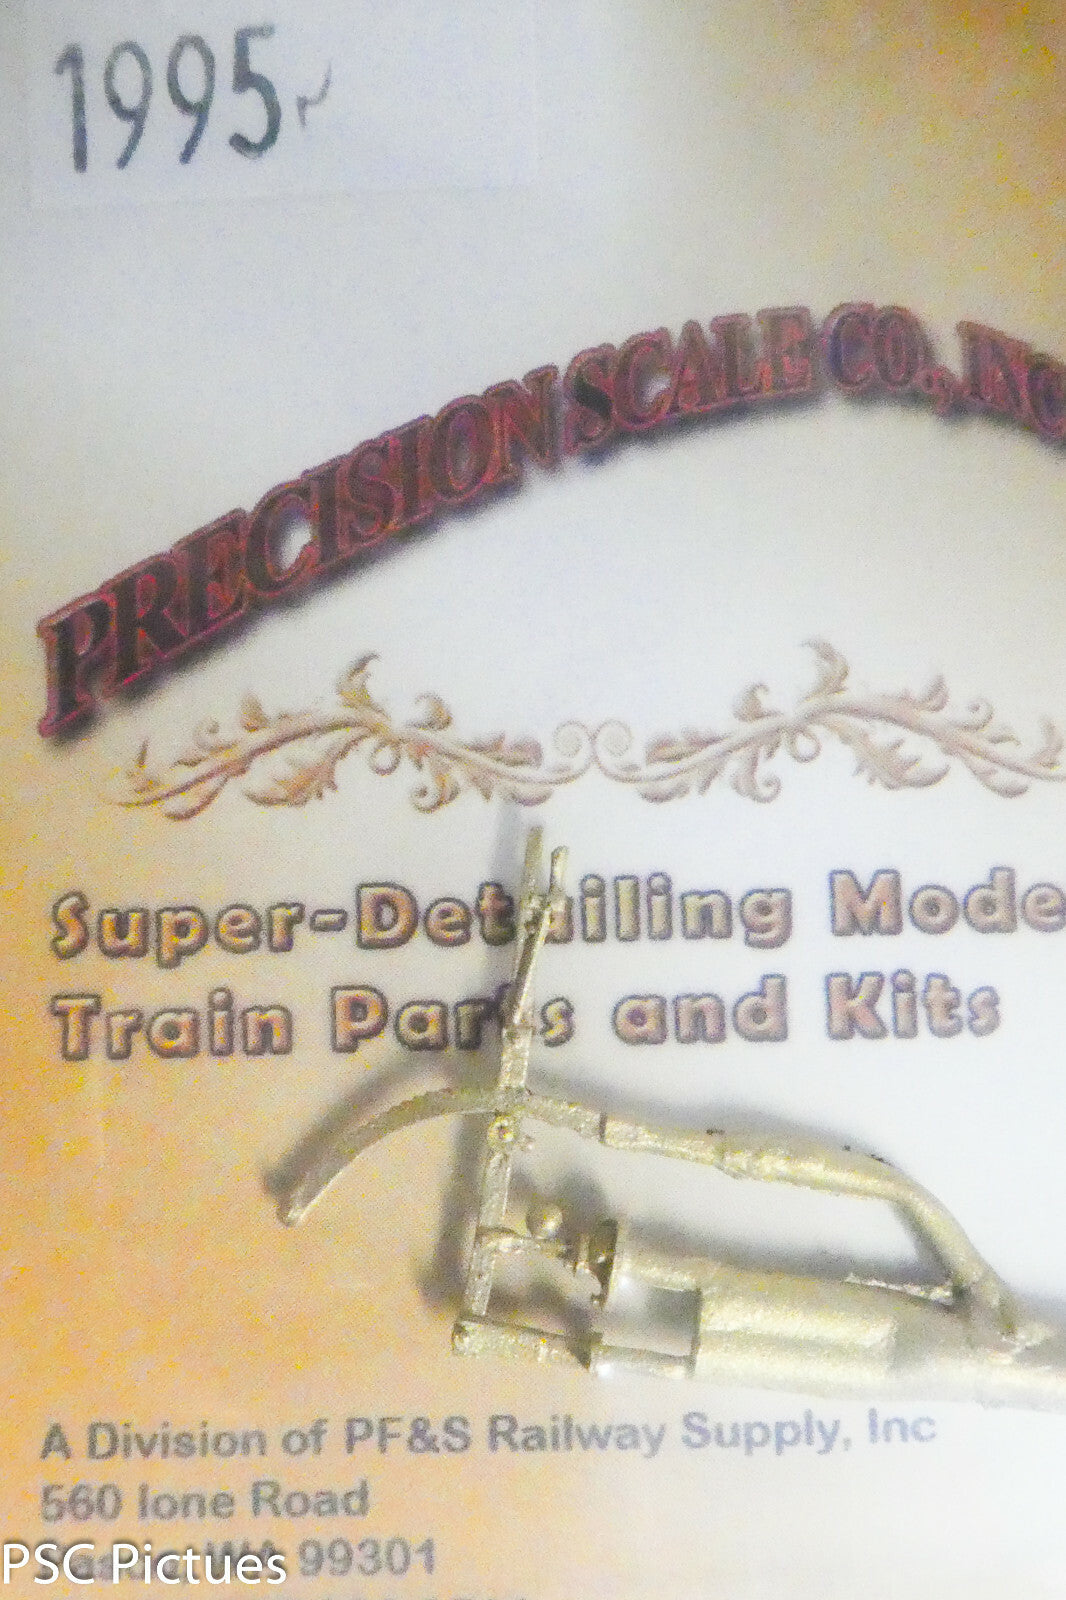 1995
PRECISION SCALE CO., INC
Super-Detailing Mode
Train Parts and Kits
A Division of PF&S Railway Supply, Inc
560 Ione Road
99301
PSC Pictues